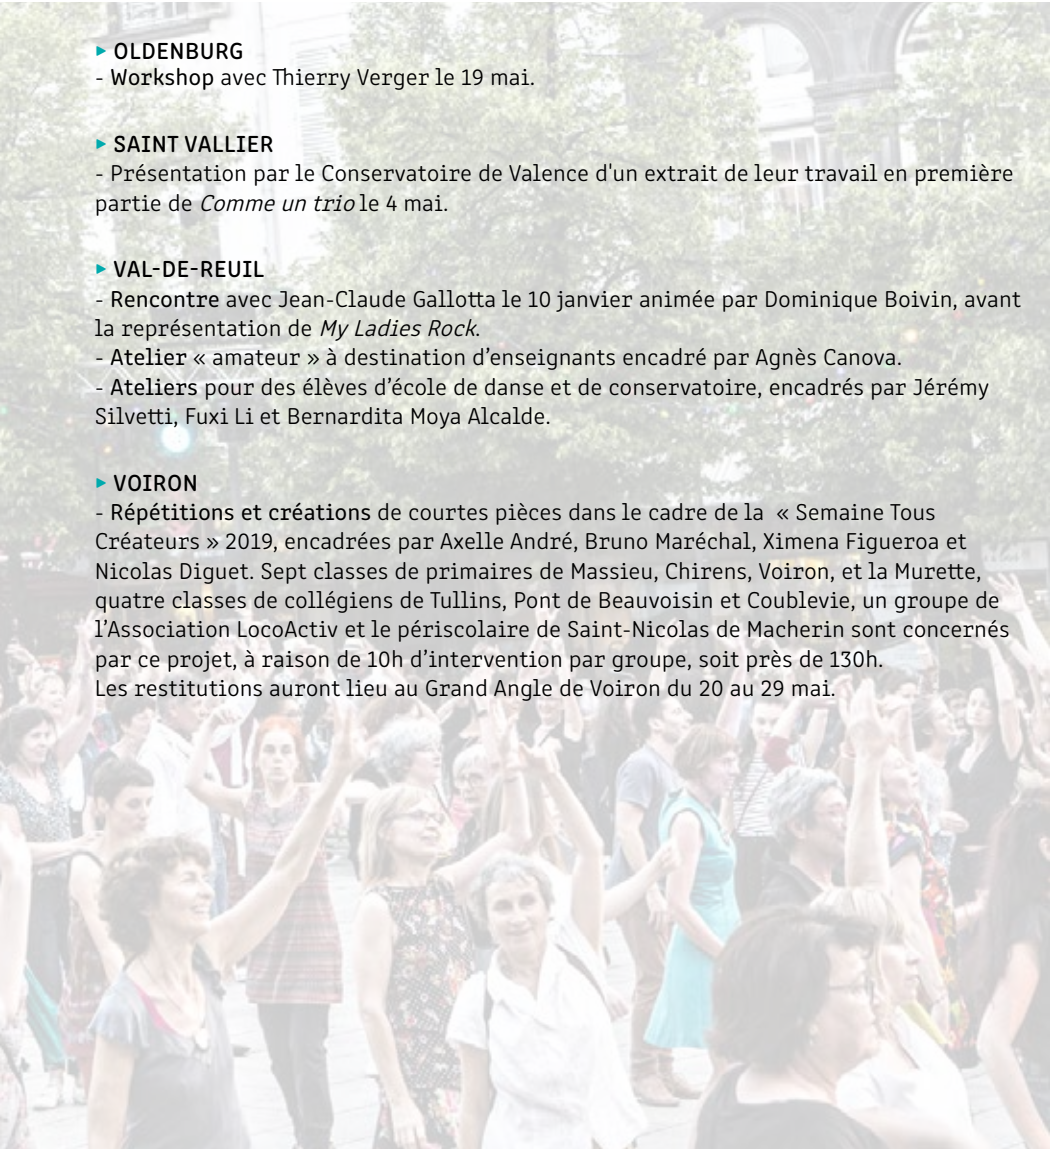 ▸ OLDENBURG
- Workshop avec Thierry Verger le 19 mai.
▸ SAINT VALLIER
- Présentation par le Conservatoire de Valence d'un extrait de leur travail en première
partie de Comme un trio le 4 mai.
▸ VAL-DE-REUIL
- Rencontre avec Jean-Claude Gallotta le 10 janvier animée par Dominique Boivin, avant
la représentation de My Ladies Rock.
- Atelier « amateur » à destination d’enseignants encadré par Agnès Canova.
- Ateliers pour des élèves d’école de danse et de conservatoire, encadrés par Jérémy
Silvetti, Fuxi Li et Bernardita Moya Alcalde.
▸ VOIRON
- Répétitions et créations de courtes pièces dans le cadre de la « Semaine Tous
Créateurs » 2019, encadrées par Axelle André, Bruno Maréchal, Ximena Figueroa et
Nicolas Diguet. Sept classes de primaires de Massieu, Chirens, Voiron, et la Murette,
quatre classes de collégiens de Tullins, Pont de Beauvoisin et Coublevie, un groupe de
l’Association LocoActiv et le périscolaire de Saint-Nicolas de Macherin sont concernés
par ce projet, à raison de 10h d’intervention par groupe, soit près de 130h.
Les restitutions auront lieu au Grand Angle de Voiron du 20 au 29 mai.